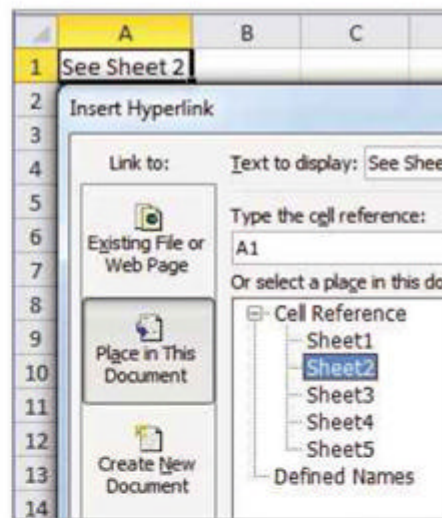 A B C
1 See Sheet 2
2
3
4
5
6
7
8
9
10
11
12
13
14
Insert Hyperlink
Link to:
Existing File or
Web Page
Place in This
Document
Create New
Document
Text to display: See Shee
Type the cell reference:
A1
Or select a place in this do
Cell Reference
Sheet1
Sheet2
Sheet3
Sheet4
Sheet5
Defined Names